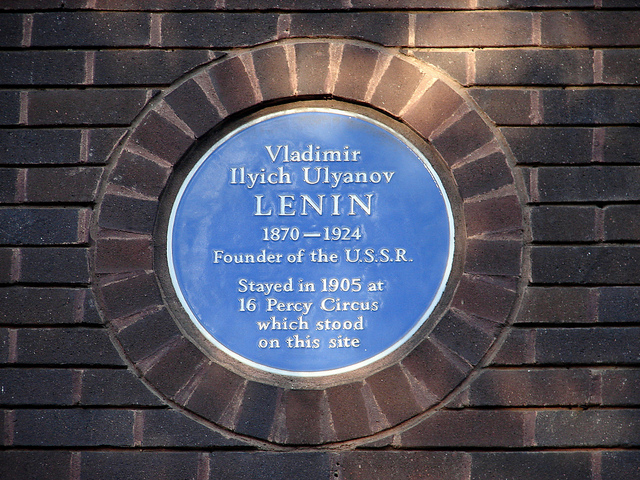 Vladimir
Ilyich Ulyanov
LENIN
1870—1924
Founder of the U.S.S.R.
Stayed in 1905 at
16 Percy Circus
which stood
on this site